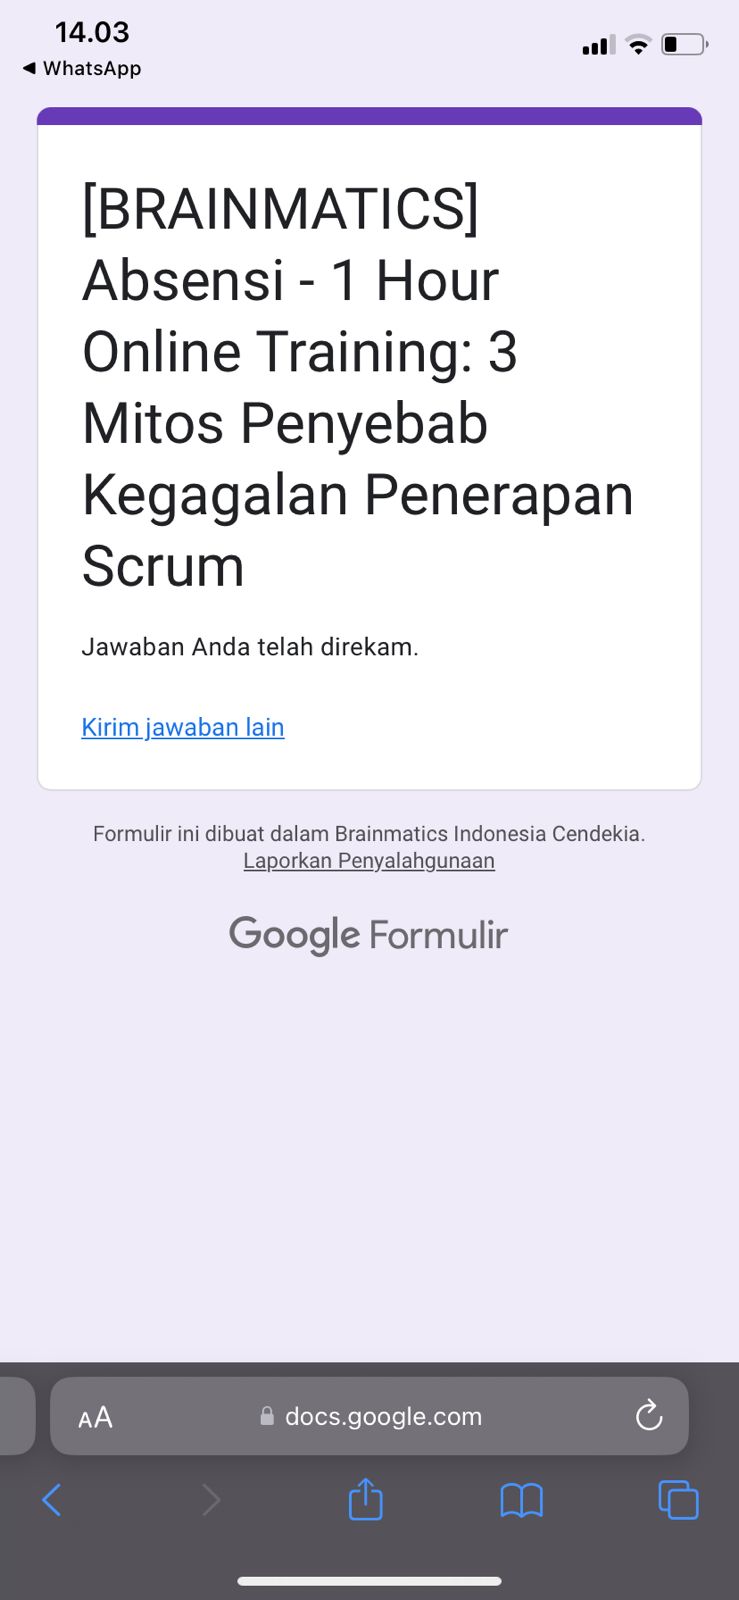 14.03
◀ WhatsApp
[BRAINMATICS]
Absensi - 1 Hour
Online Training: 3
Mitos Penyebab
Kegagalan Penerapan
Scrum
Jawaban Anda telah direkam.
Kirim jawaban lain
Formulir ini dibuat dalam Brainmatics Indonesia Cendekia.
Laporkan Penyalahgunaan
Google Formulir
AA docs.google.com